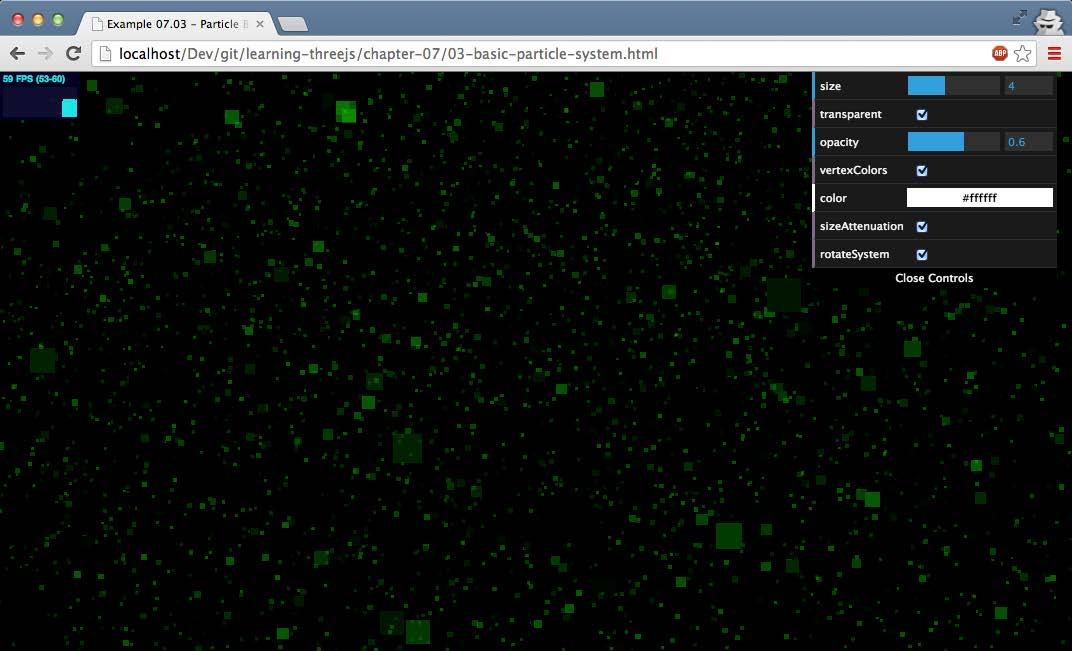 Example 07.03 - Particle
localhost/Dev/git/learning-threejs/chapter-07/03-basic-particle-system.html
ABP
59 FPS (53-60)
size 4
transparent
opacity 0.6
vertexColors
color #ffffff
sizeAttenuation
rotateSystem
Close Controls